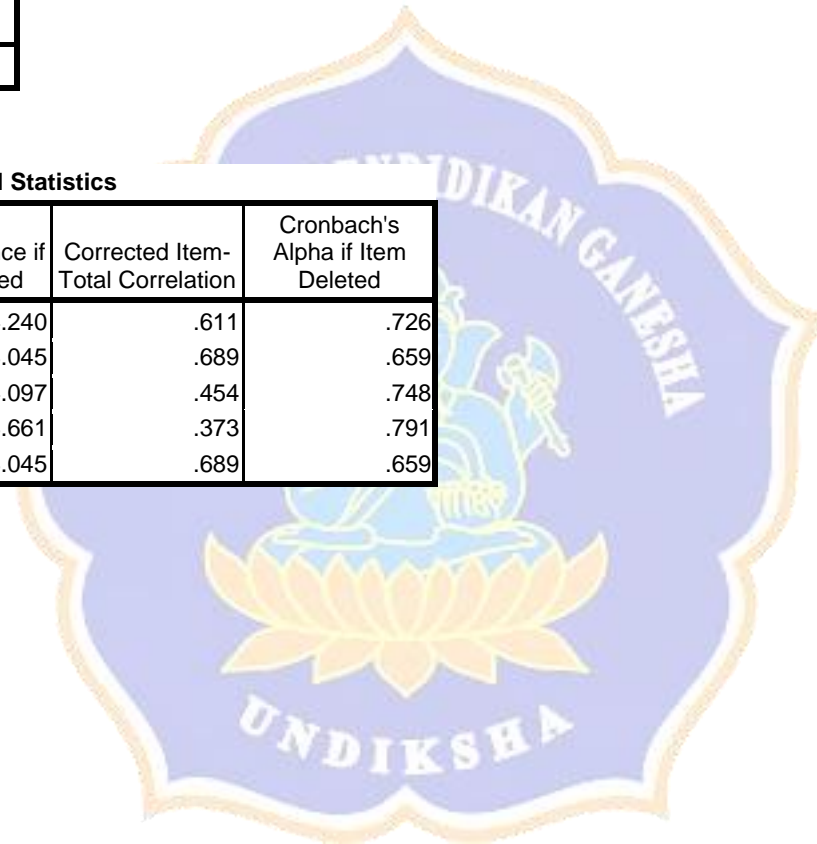 Statistics
Corrected Item-Total Correlation Cronbach's Alpha if Item Deleted
.240 .611 .726
.045 .689 .659
.097 .454 .748
.661 .373 .791
.045 .689 .659
GANESHA
UNDIKSHA